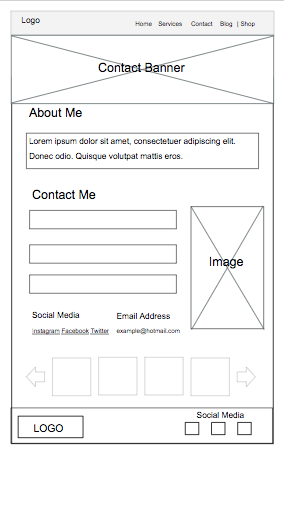 Logo
Home Services Contact Blog | Shop
Contact Banner
About Me
Lorem ipsum dolor sit amet, consectetuer adipiscing elit.
Donec odio. Quisque volutpat mattis eros.
Contact Me
Image
Social Media Email Address
Instagram Facebook Twitter example@hotmail.com
Social Media
LOGO